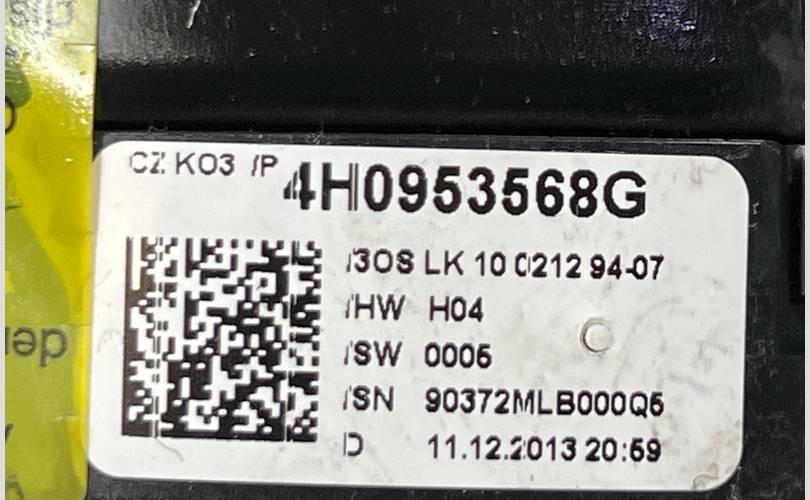 CZ KO3 /P 4H0953568G
/3OS LK 10 0212 94-07
/HW H04
/SW 0005
/SN 90372MLB000Q5
D 11.12.2013 20:59